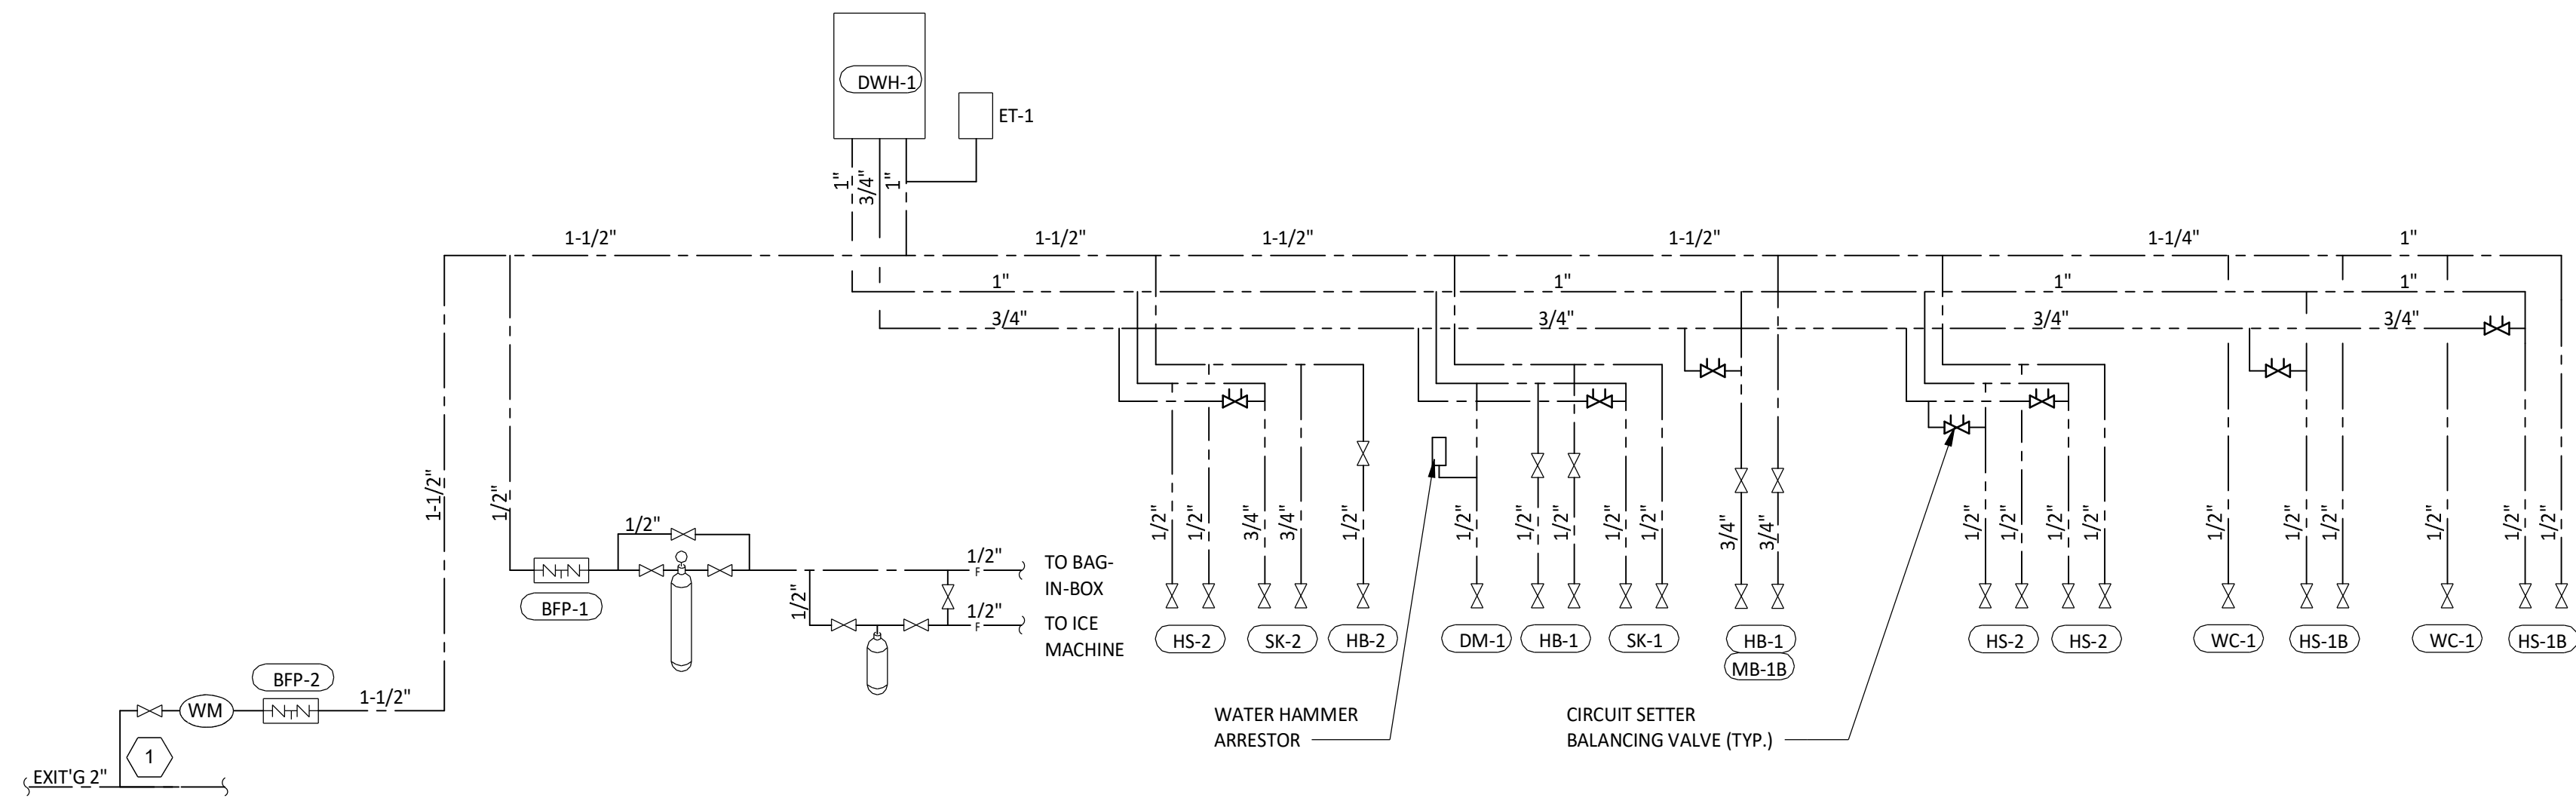 DWH-1
ET-1
1"
3/4"
1"
1-1/2"
1-1/2"
1-1/2"
1-1/2"
1-1/4"
1"
1"
1"
1"
1"
3/4"
3/4"
3/4"
3/4"
1-1/2"
1/2"
1/2"
1/2"
1/2"
F
TO BAG-
IN-BOX
1/2"
F
TO ICE
MACHINE
BFP-1
BFP-2
1-1/2"
WM
1
EXIT'G 2"
1/2"
1/2"
3/4"
3/4"
1/2"
1/2"
1/2"
1/2"
1/2"
1/2"
3/4"
3/4"
1/2"
1/2"
1/2"
1/2"
1/2"
1/2"
1/2"
1/2"
1/2"
1/2"
HS-2
SK-2
HB-2
DM-1
HB-1
SK-1
HB-1
MB-1B
HS-2
HS-2
WC-1
HS-1B
WC-1
HS-1B
WATER HAMMER
ARRESTOR
CIRCUIT SETTER
BALANCING VALVE (TYP.)